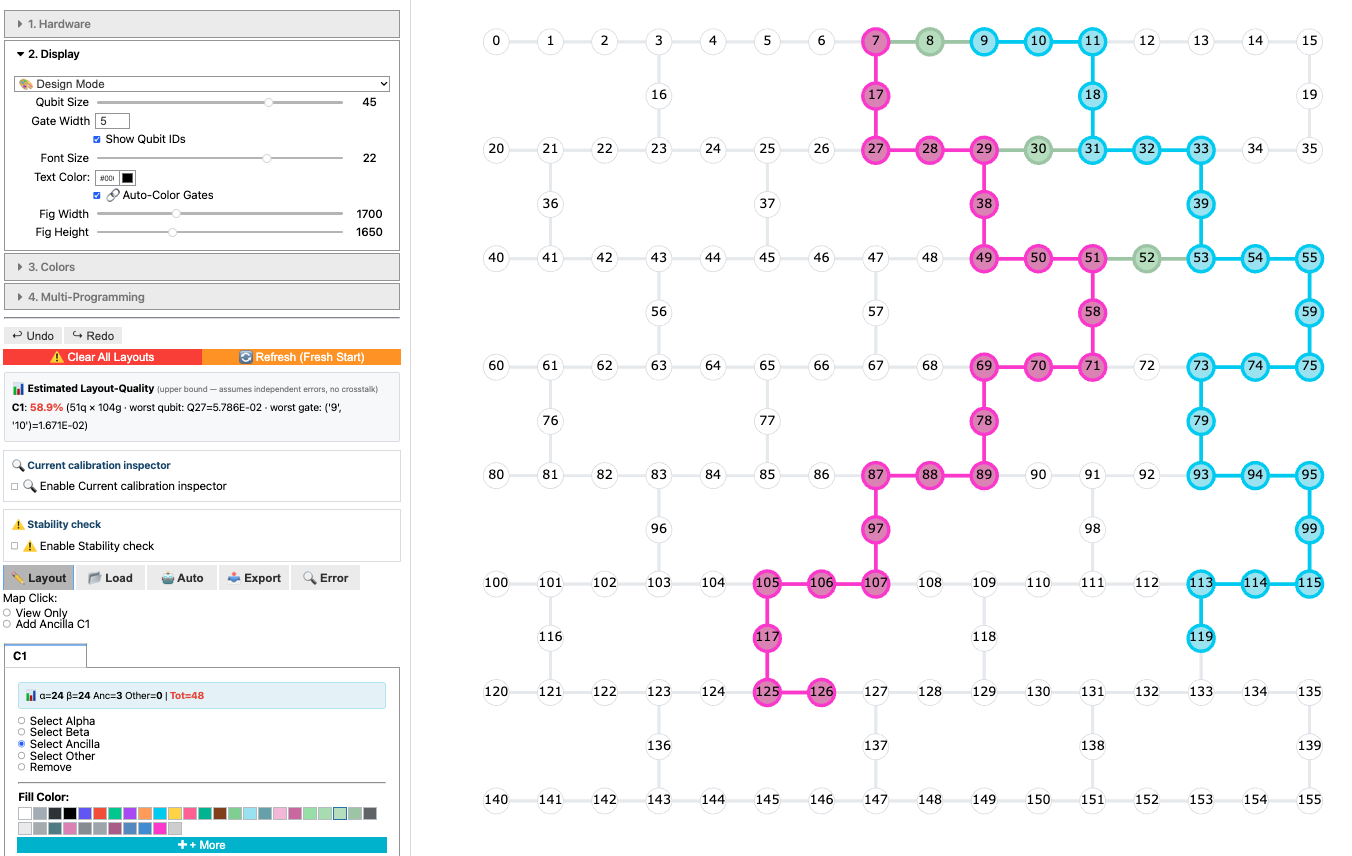 1. Hardware
2. Display
Design Mode
Qubit Size 45
Gate Width 5
Show Qubit IDs
Font Size 22
Text Color: #00
Auto-Color Gates
Fig Width 1700
Fig Height 1650
3. Colors
4. Multi-Programming
Undo Redo
Clear All Layouts Refresh (Fresh Start)
Estimated Layout-Quality (upper bound — assumes independent errors, no crosstalk)
C1: 58.9% (51q × 104g · worst qubit: Q27=5.786E-02 · worst gate: ('9',
'10')=1.671E-02)
Current calibration inspector
Enable Current calibration inspector
Stability check
Enable Stability check
Layout Load Auto Export Error
Map Click:
View Only
Add Ancilla C1
C1
α=24 β=24 Anc=3 Other=0 | Tot=48
Select Alpha
Select Beta
Select Ancilla
Select Other
Remove
Fill Color:
+ More
0 1 2 3 4 5 6 7 8 9 10 11 12 13 14 15
16 17 18 19
20 21 22 23 24 25 26 27 28 29 30 31 32 33 34 35
36 37 38 39
40 41 42 43 44 45 46 47 48 49 50 51 52 53 54 55
56 57 58 59
60 61 62 63 64 65 66 67 68 69 70 71 72 73 74 75
76 77 78 79
80 81 82 83 84 85 86 87 88 89 90 91 92 93 94 95
96 97 98 99
100 101 102 103 104 105 106 107 108 109 110 111 112 113 114 115
116 117 118 119
120 121 122 123 124 125 126 127 128 129 130 131 132 133 134 135
136 137 138 139
140 141 142 143 144 145 146 147 148 149 150 151 152 153 154 155